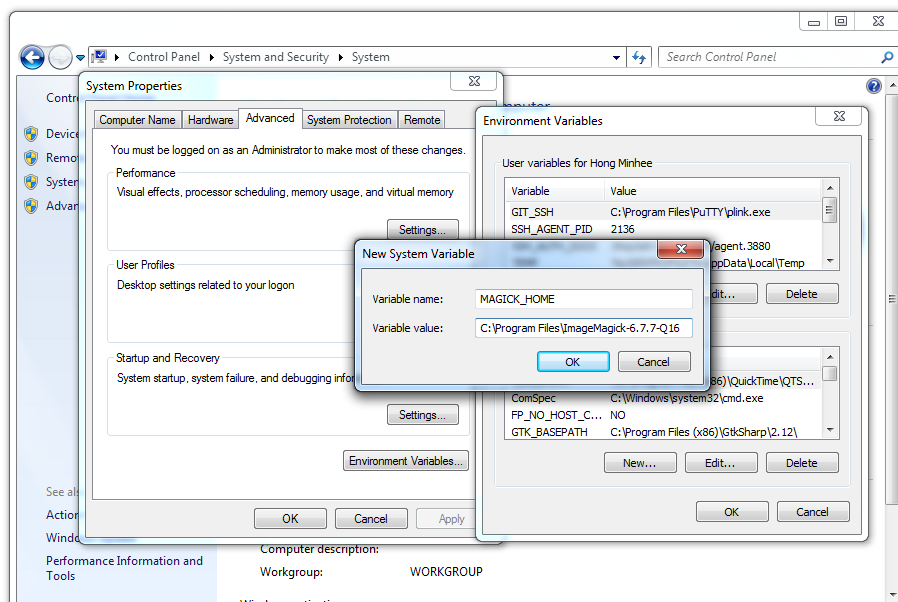 Control Panel
System and Security
System
Search Control Panel
System Properties
Computer Name
Hardware
Advanced
System Protection
Remote
You must be logged on as an Administrator to make most of these changes.
Performance
Visual effects, processor scheduling, memory usage, and virtual memory
Settings...
User Profiles
Desktop settings related to your logon
Startup and Recovery
System startup, system failure, and debugging
Settings...
Environment Variables...
OK
Cancel
Apply
Environment Variables
User variables for Hong Minhee
Variable Value
GIT_SSH C:\Program Files\PuTTY\plink.exe
SSH_AGENT_PID 2136
/agent.3880
ppData\Local\Temp
dit...
Delete
New System Variable
Variable name: MAGICK_HOME
Variable value: C:\Program Files\ImageMagick-6.7.7-Q16
OK
Cancel
86)\QuickTime\QTS...
ComSpec C:\Windows\system32\cmd.exe
FP_NO_HOST_C... NO
GTK_BASEPATH C:\Program Files (x86)\GtkSharp\2.12\
New...
Edit...
Delete
OK
Cancel
Contr
Device
Remo
System
Advan
See als
Action
Windo
Performance Information and
Tools
Computer description:
Workgroup: WORKGROUP